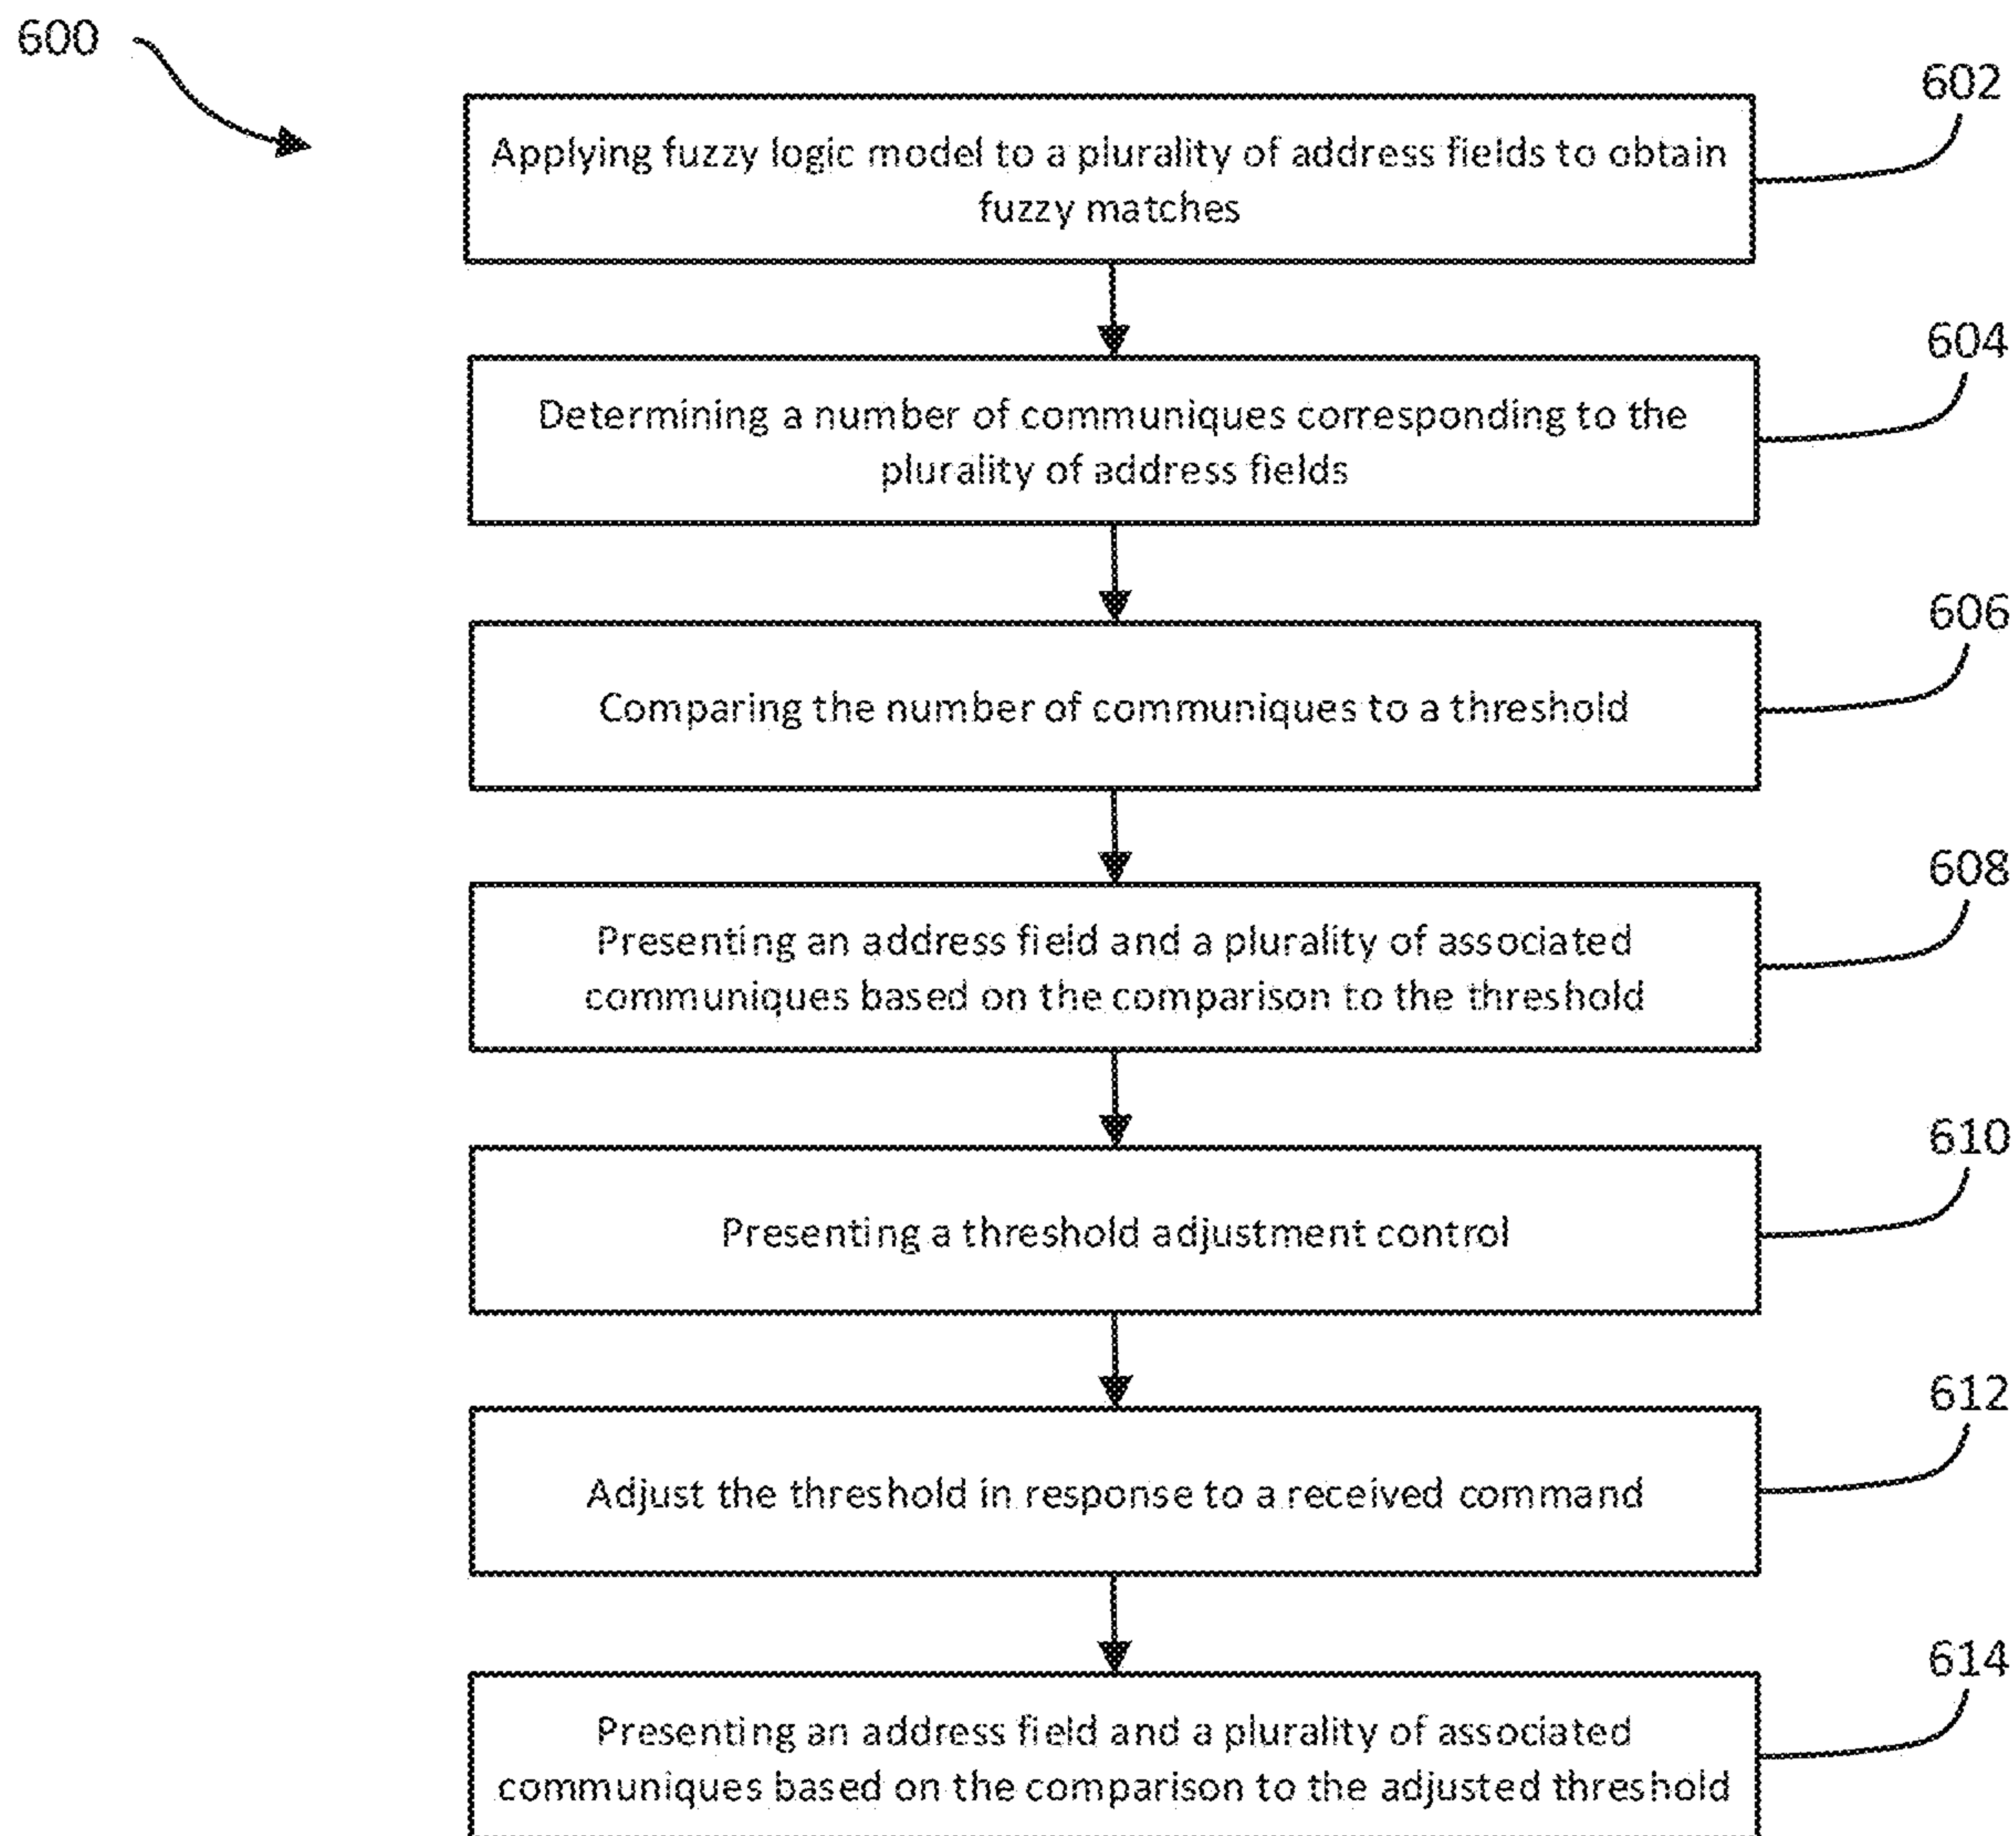 600
602
Applying fuzzy logic model to a plurality of address fields to obtain
fuzzy matches
604
Determining a number of communiques corresponding to the
plurality of address fields
606
Comparing the number of communiques to a threshold
608
Presenting an address field and a plurality of associated
communiques based on the comparison to the threshold
610
Presenting a threshold adjustment control
612
Adjust the threshold in response to a received command
614
Presenting an address field and a plurality of associated
communiques based on the comparison to the adjusted threshold